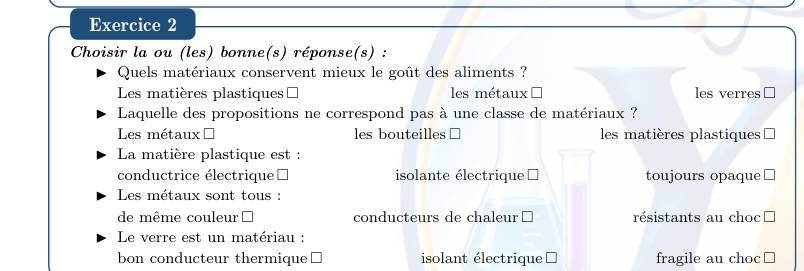 Exercice 2
Choisir la ou (les) bonne(s) réponse(s) :
▶ Quels matériaux conservent mieux le goût des aliments ?
Les matières plastiques □ les métaux □ les verres □
▶ Laquelle des propositions ne correspond pas à une classe de matériaux ?
Les métaux □ les bouteilles □ les matières plastiques □
▶ La matière plastique est :
conductrice électrique □ isolante électrique □ toujours opaque □
▶ Les métaux sont tous :
de même couleur □ conducteurs de chaleur □ résistants au choc □
▶ Le verre est un matériau :
bon conducteur thermique □ isolant électrique □ fragile au choc □